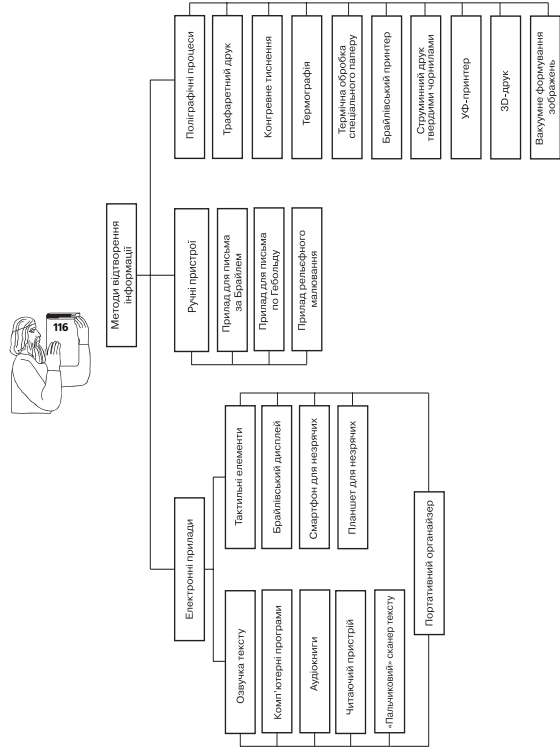 116
Методи відтворення
інформації
Електронні прилади
Озвучка тексту
Комп'ютерні програми
Аудіокниги
Читаючий пристрій
«Пальчиковий» сканер тексту
Тактильні елементи
Брайлівський дисплей
Смартфон для незрячих
Планшет для незрячих
Портативний органайзер
Ручні пристрої
Прилад для письма
за Брайлем
Прилад для письма
по Гебольду
Прилад рельєфного
малювання
Поліграфічні процеси
Трафаретний друк
Конгревне тиснення
Термографія
Термічна обробка
спеціального паперу
Брайлівський принтер
Струминний друк
твердими чорнилами
УФ-принтер
3D-друк
Вакуумне формування
зображень